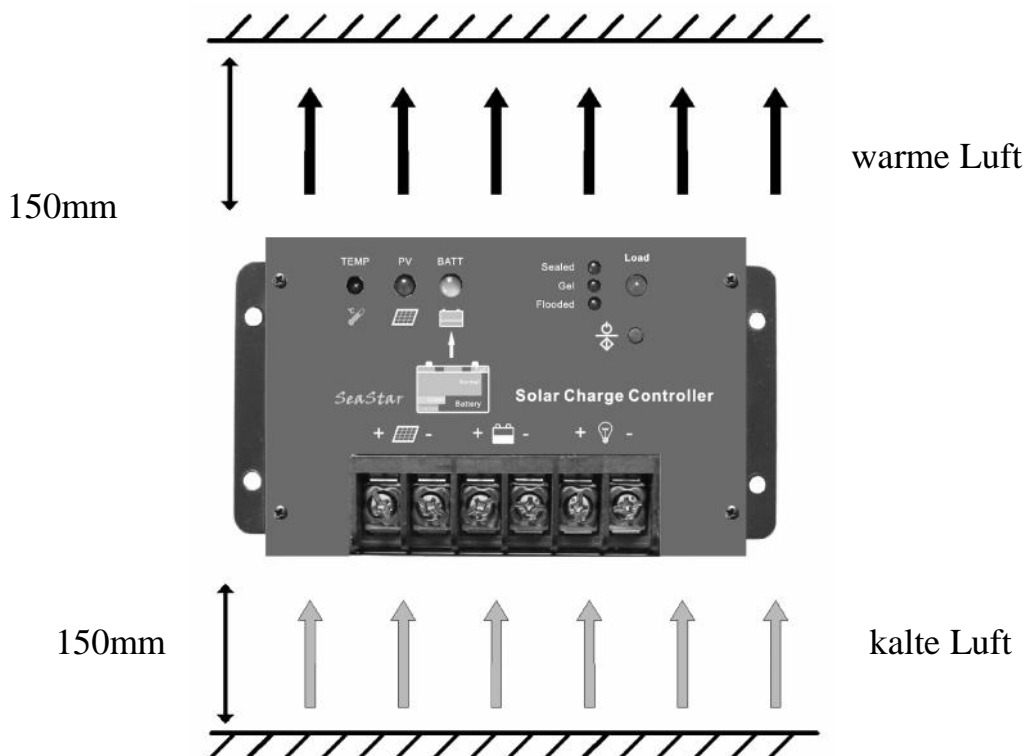 warme Luft
150mm
TEMP PV BATT
Sealed
Gel
Flooded
Load
°C
SeaStar
Battery
Solar Charge Controller
+ - + - + -
150mm
kalte Luft